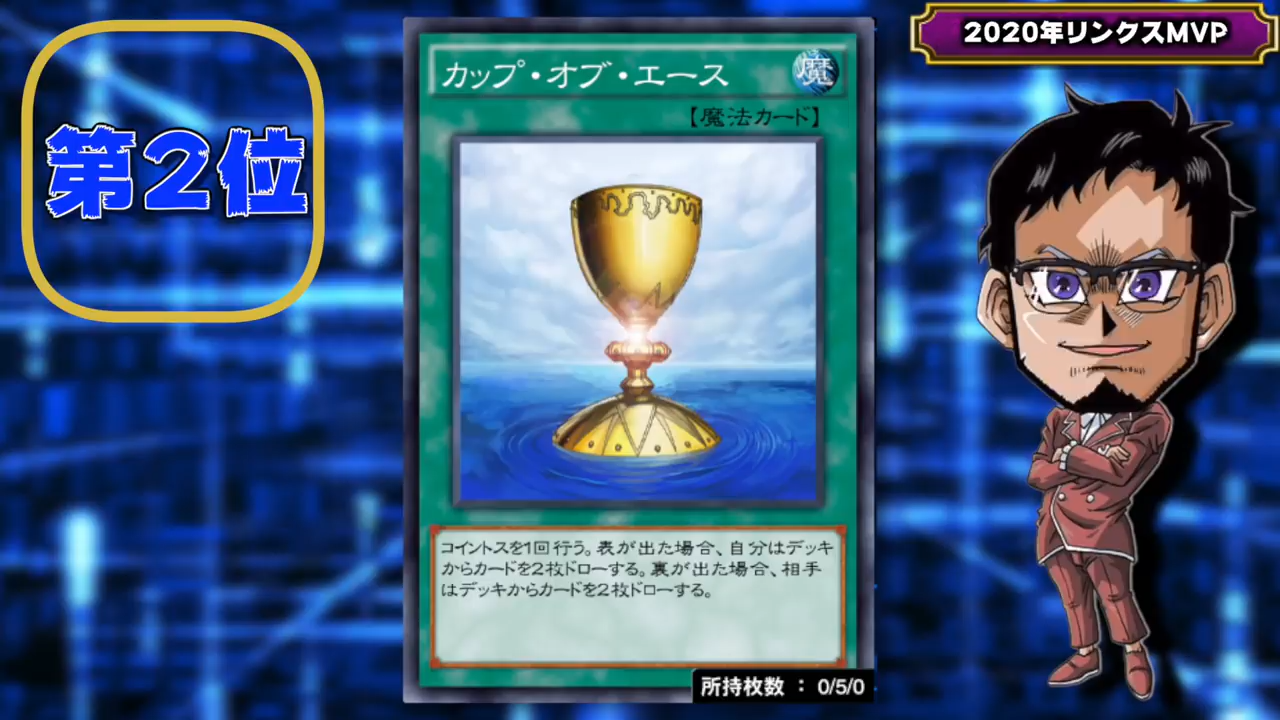 第2位
2020年リンクスMVP
カップ・オブ・エース
魔
【魔法カード】
コイントスを1回行う。表が出た場合、自分はデッキ
からカードを2枚ドローする。裏が出た場合、相手
はデッキからカードを2枚ドローする。
所持枚数 : 0/5/0